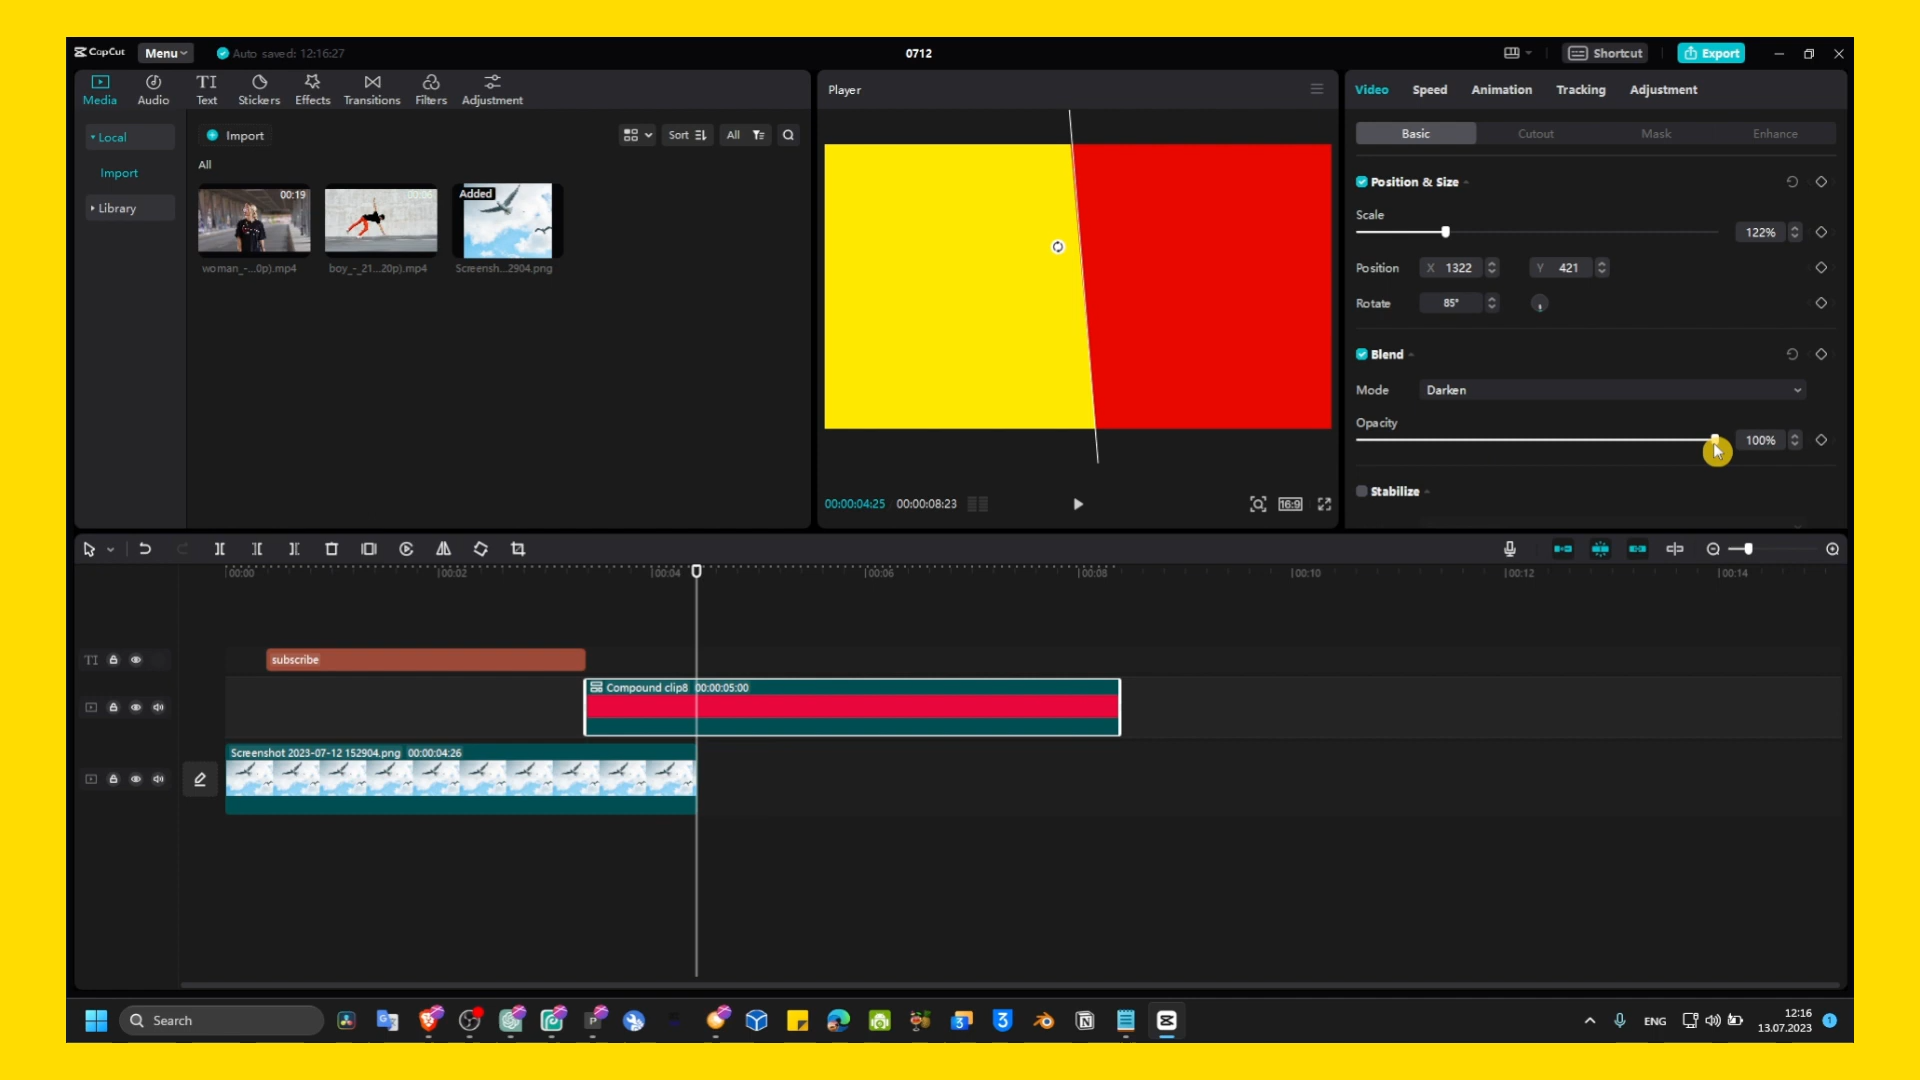 CapCut Menu Auto saved: 12:16:27 0712 Shortcut Export
Media Audio Text Stickers Effects Transitions Filters Adjustment
Player
Video Speed Animation Tracking Adjustment
Local
Import
Library
Import Sort All
All
00:19
00:06
Added
woman_-...0p).mp4 boy_-_21...20p).mp4 Screensh...2904.png
Basic Cutout Mask Enhance
Position & Size
Scale
122%
Position X 1322 Y 421
Rotate 85°
Blend
Mode Darken
Opacity
100%
Stabilize
00:00:04:25 00:00:08:23 16:9
00:00 00:02 00:04 00:06 00:08 00:10 00:12 00:14
TI subscribe
Compound clip8 00:00:05:00
Screenshot 2023-07-12 152904.png 00:00:04:26
Search
ENG
12:16
13.07.2023
1